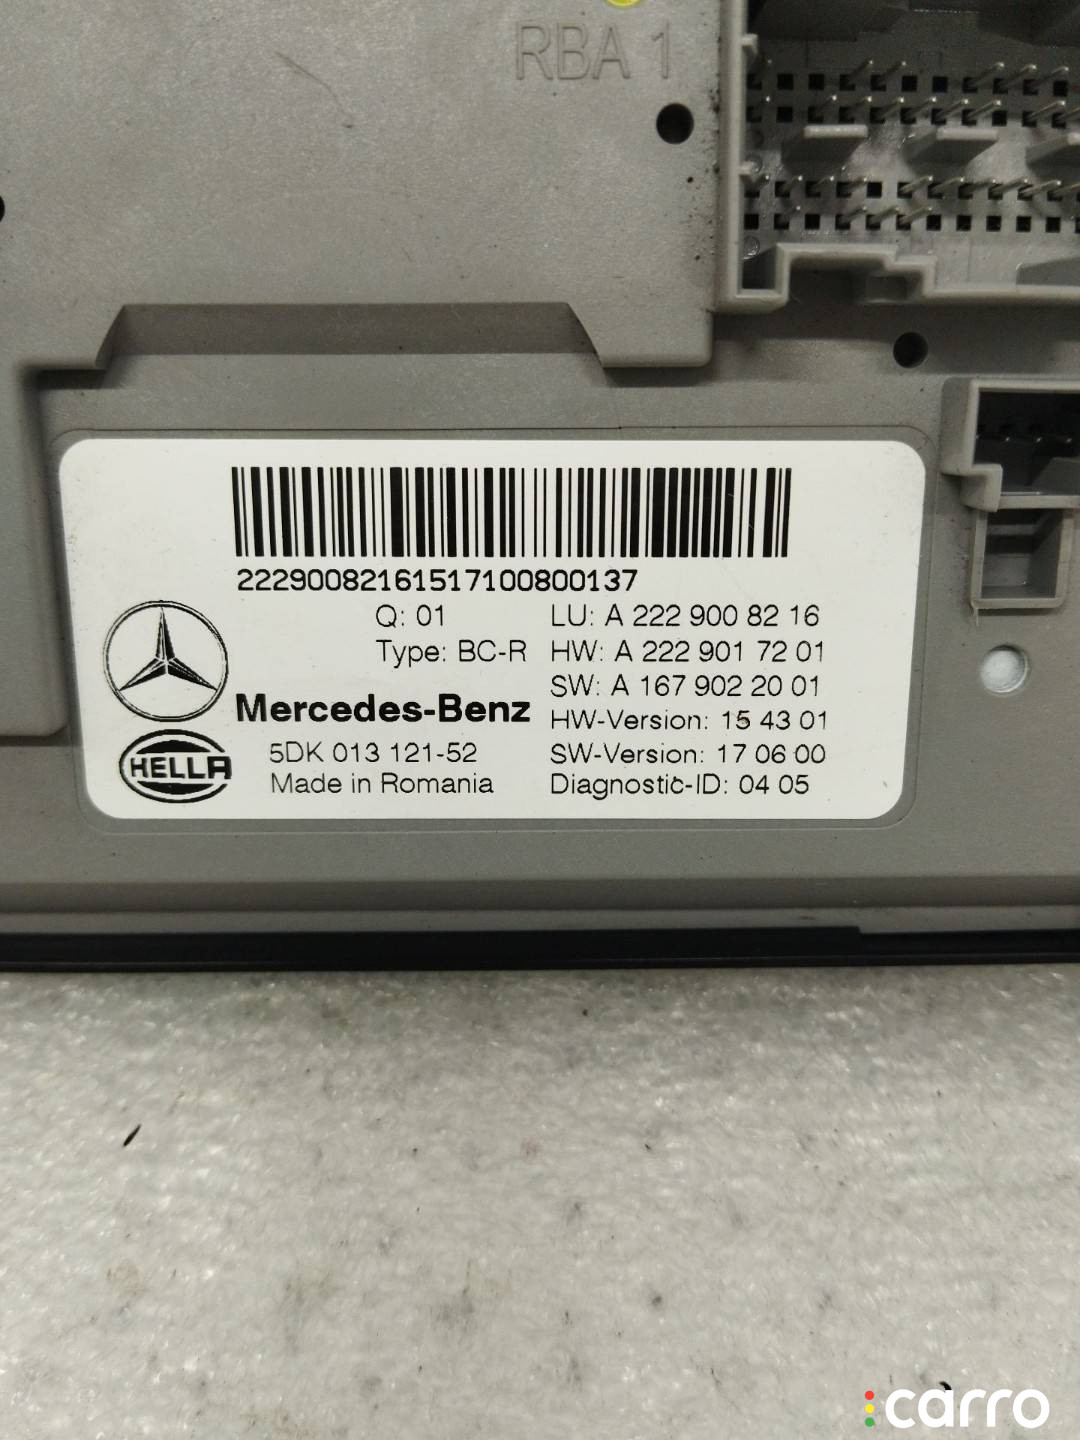 RBA 1
22290082161517100800137
Q: 01
LU: A 222 900 82 16
Type: BC-R
HW: A 222 901 72 01
SW: A 167 902 20 01
Mercedes-Benz
HW-Version: 15 43 01
HELLA
5DK 013 121-52
SW-Version: 17 06 00
Made in Romania
Diagnostic-ID: 04 05
carro